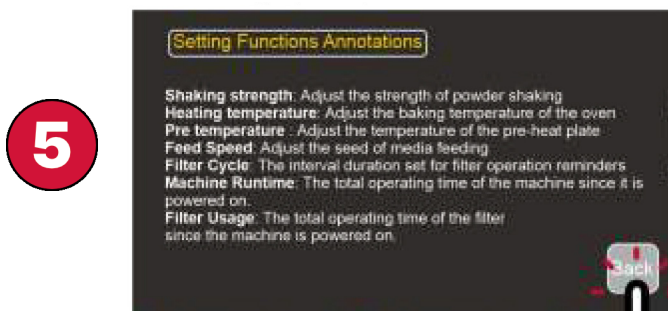 5
Setting Functions Annotations
Shaking strength: Adjust the strength of powder shaking
Heating temperature: Adjust the baking temperature of the oven
Pre temperature : Adjust the temperature of the pre-heat plate
Feed Speed: Adjust the seed of media feeding
Filter Cycle: The interval duration set for filter operation reminders
Machine Runtime: The total operating time of the machine since it is
powered on.
Filter Usage: The total operating time of the filter
since the machine is powered on.
Back